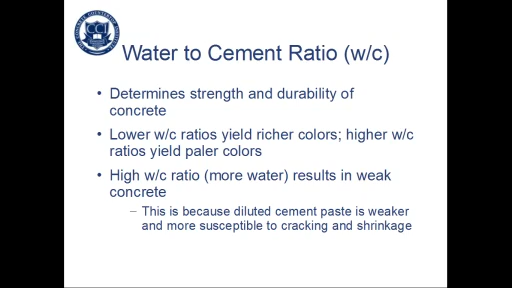 CCI
Water to Cement Ratio (w/c)
• Determines strength and durability of
concrete
• Lower w/c ratios yield richer colors; higher w/c
ratios yield paler colors
• High w/c ratio (more water) results in weak
concrete
– This is because diluted cement paste is weaker
and more susceptible to cracking and shrinkage